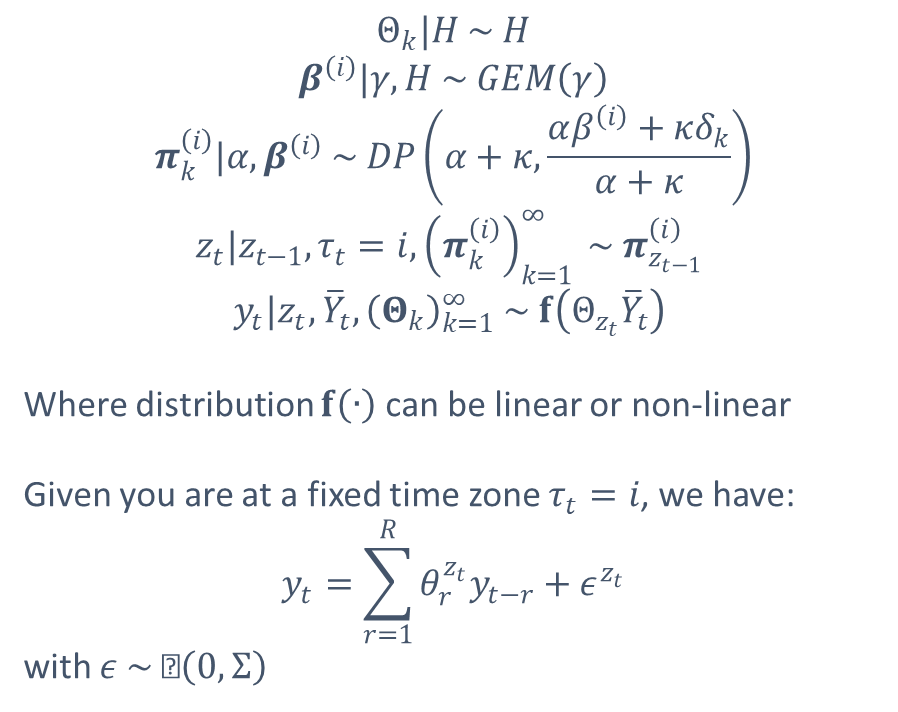 Θ_k|H ~ H
β^(i)|γ, H ~ GEM(γ)
π_k^(i)|α, β^(i) ~ DP(α + κ, (αβ^(i) + κδ_k)/(α + κ))
z_t|z_{t−1}, τ_t = i, (π_k^(i))_{k=1}^∞ ~ π_{z_{t−1}}^(i)
y_t|z_t, Ȳ_t, (Θ_k)_{k=1}^∞ ~ f(Θ_{z_t} Ȳ_t)
Where distribution f(·) can be linear or non-linear
Given you are at a fixed time zone τ_t = i, we have:
y_t = ∑_{r=1}^{R} θ_r^{z_t} y_{t−r} + ϵ^{z_t}
with ϵ ~ ⍰(0, Σ)